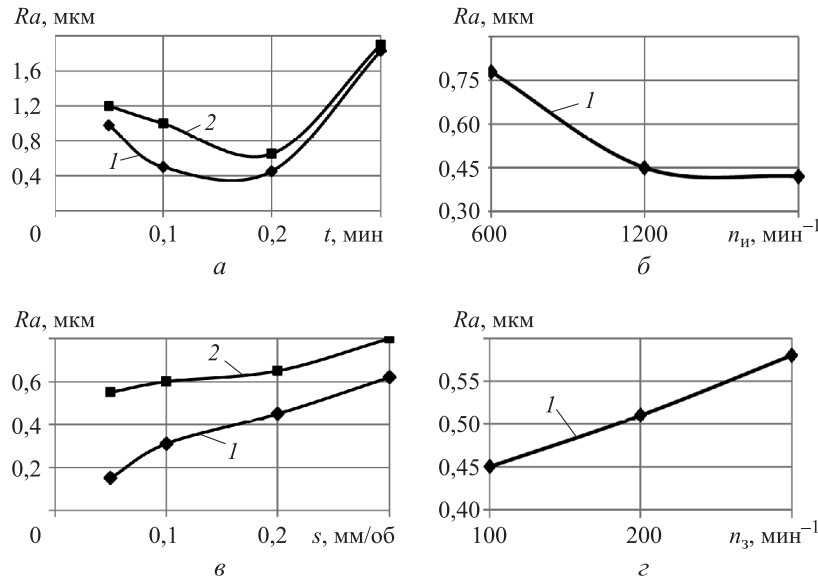 Ra, мкм
1,6
1,2
0,8
0,4
0
0,1
0,2
t, мин
1
2
а
Ra, мкм
0,75
0,60
0,45
0,30
600
1200
nи, мин–1
1
б
Ra, мкм
0,6
0,4
0,2
0
0,1
0,2
s, мм/об
2
1
в
Ra, мкм
0,55
0,50
0,45
0,40
100
200
nз, мин–1
1
г